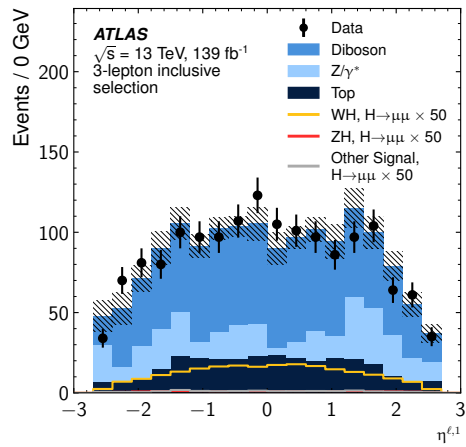 ATLAS
√s = 13 TeV, 139 fb⁻¹
3-lepton inclusive
selection
Data
Diboson
Z/γ*
Top
WH, H→μμ × 50
ZH, H→μμ × 50
Other Signal,
H→μμ × 50
Events / 0 GeV
200
150
100
50
0
−3 −2 −1 0 1 2 3
η^ℓ,1